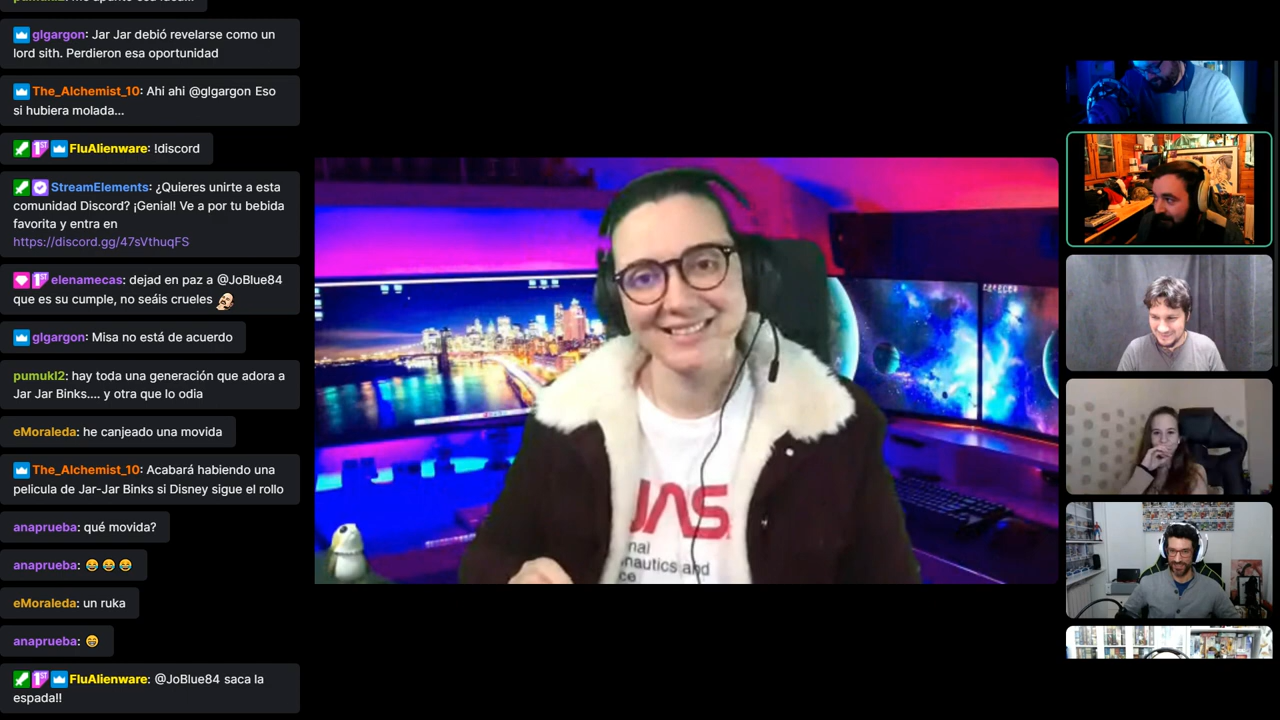 glgargon: Jar Jar debió revelarse como un
lord sith. Perdieron esa oportunidad
The_Alchemist_10: Ahi ahi @glgargon Eso
si hubiera molada...
FluAlienware: !discord
StreamElements: ¿Quieres unirte a esta
comunidad Discord? ¡Genial! Ve a por tu bebida
favorita y entra en
https://discord.gg/47sVthuqFS
elenamecas: dejad en paz a @JoBlue84
que es su cumple, no seáis crueles
glgargon: Misa no está de acuerdo
pumukl2: hay toda una generación que adora a
Jar Jar Binks.... y otra que lo odia
eMoraleda: he canjeado una movida
The_Alchemist_10: Acabará habiendo una
pelicula de Jar-Jar Binks si Disney sigue el rollo
anaprueba: qué movida?
anaprueba: 😂 😂 😂
eMoraleda: un ruka
anaprueba: 😁
FluAlienware: @JoBlue84 saca la
espada!!
nal
nautics and
ce